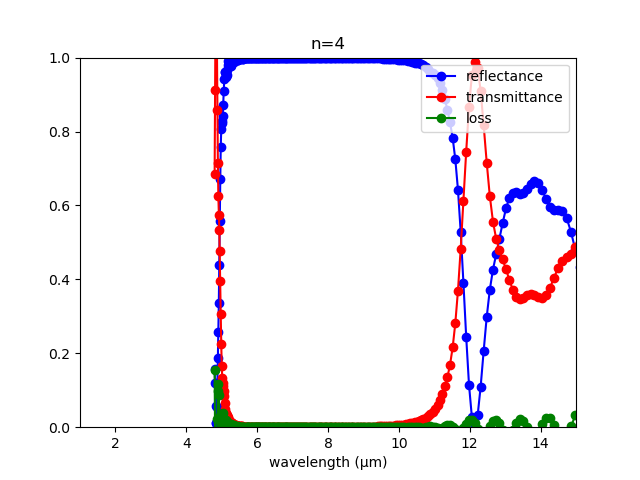 n=4
1.0
0.8
0.6
0.4
0.2
0.0
reflectance
transmittance
loss
2 4 6 8 10 12 14
wavelength (μm)